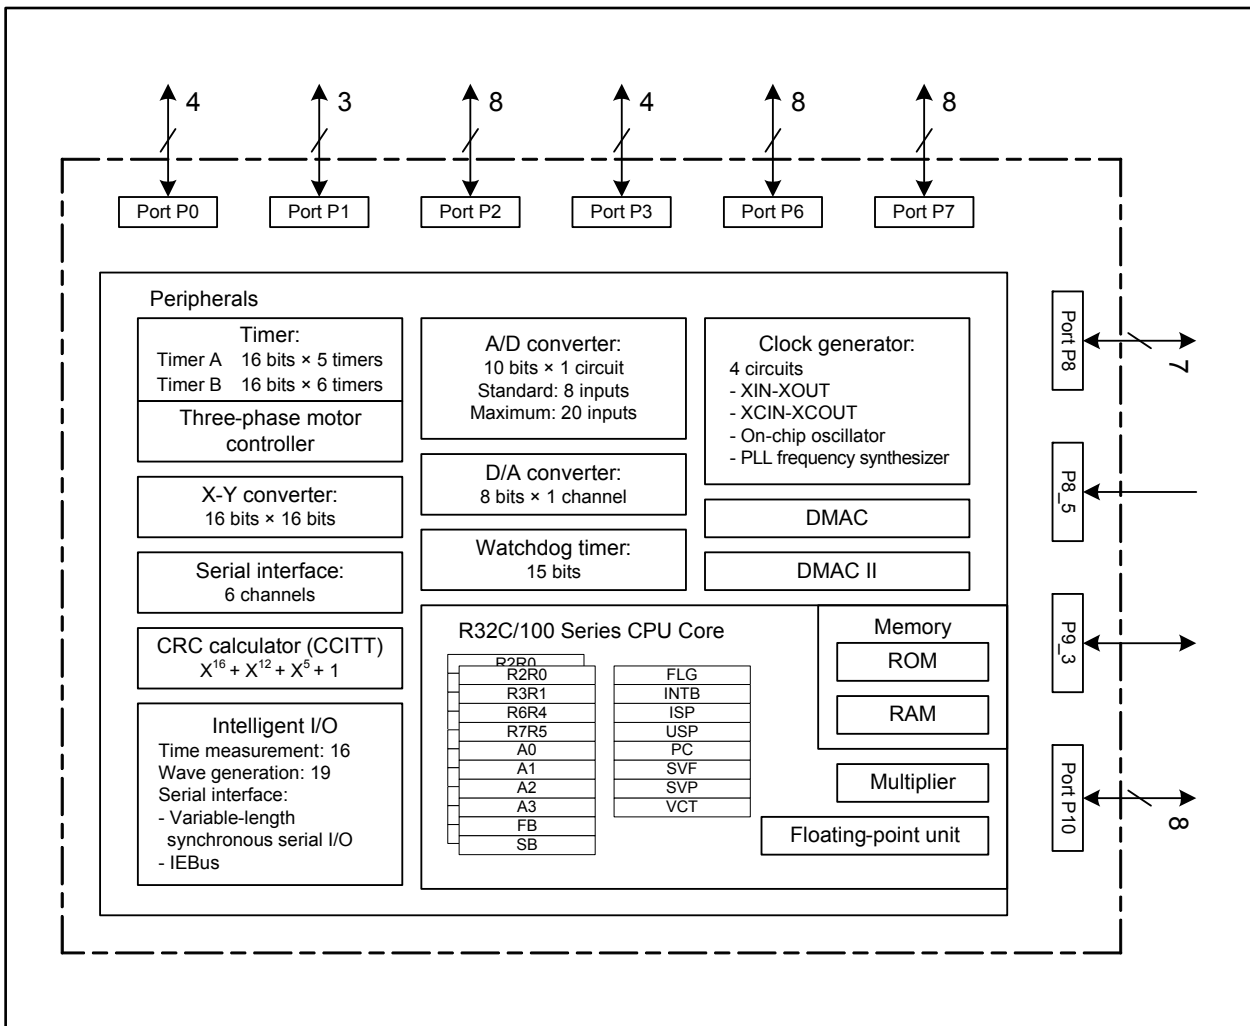 4
3
8
4
8
8
Port P0
Port P1
Port P2
Port P3
Port P6
Port P7
Peripherals
Timer:
Timer A 16 bits × 5 timers
Timer B 16 bits × 6 timers
Three-phase motor
controller
X-Y converter:
16 bits × 16 bits
Serial interface:
6 channels
CRC calculator (CCITT)
X^16 + X^12 + X^5 + 1
Intelligent I/O
Time measurement: 16
Wave generation: 19
Serial interface:
- Variable-length
synchronous serial I/O
- IEBus
A/D converter:
10 bits × 1 circuit
Standard: 8 inputs
Maximum: 20 inputs
D/A converter:
8 bits × 1 channel
Watchdog timer:
15 bits
Clock generator:
4 circuits
- XIN-XOUT
- XCIN-XCOUT
- On-chip oscillator
- PLL frequency synthesizer
DMAC
DMAC II
R32C/100 Series CPU Core
R2R0
R2R0
R3R1
R6R4
R7R5
A0
A1
A2
A3
FB
SB
FLG
INTB
ISP
USP
PC
SVF
SVP
VCT
Memory
ROM
RAM
Multiplier
Floating-point unit
Port P8
7
P8_5
P9_3
Port P10
8